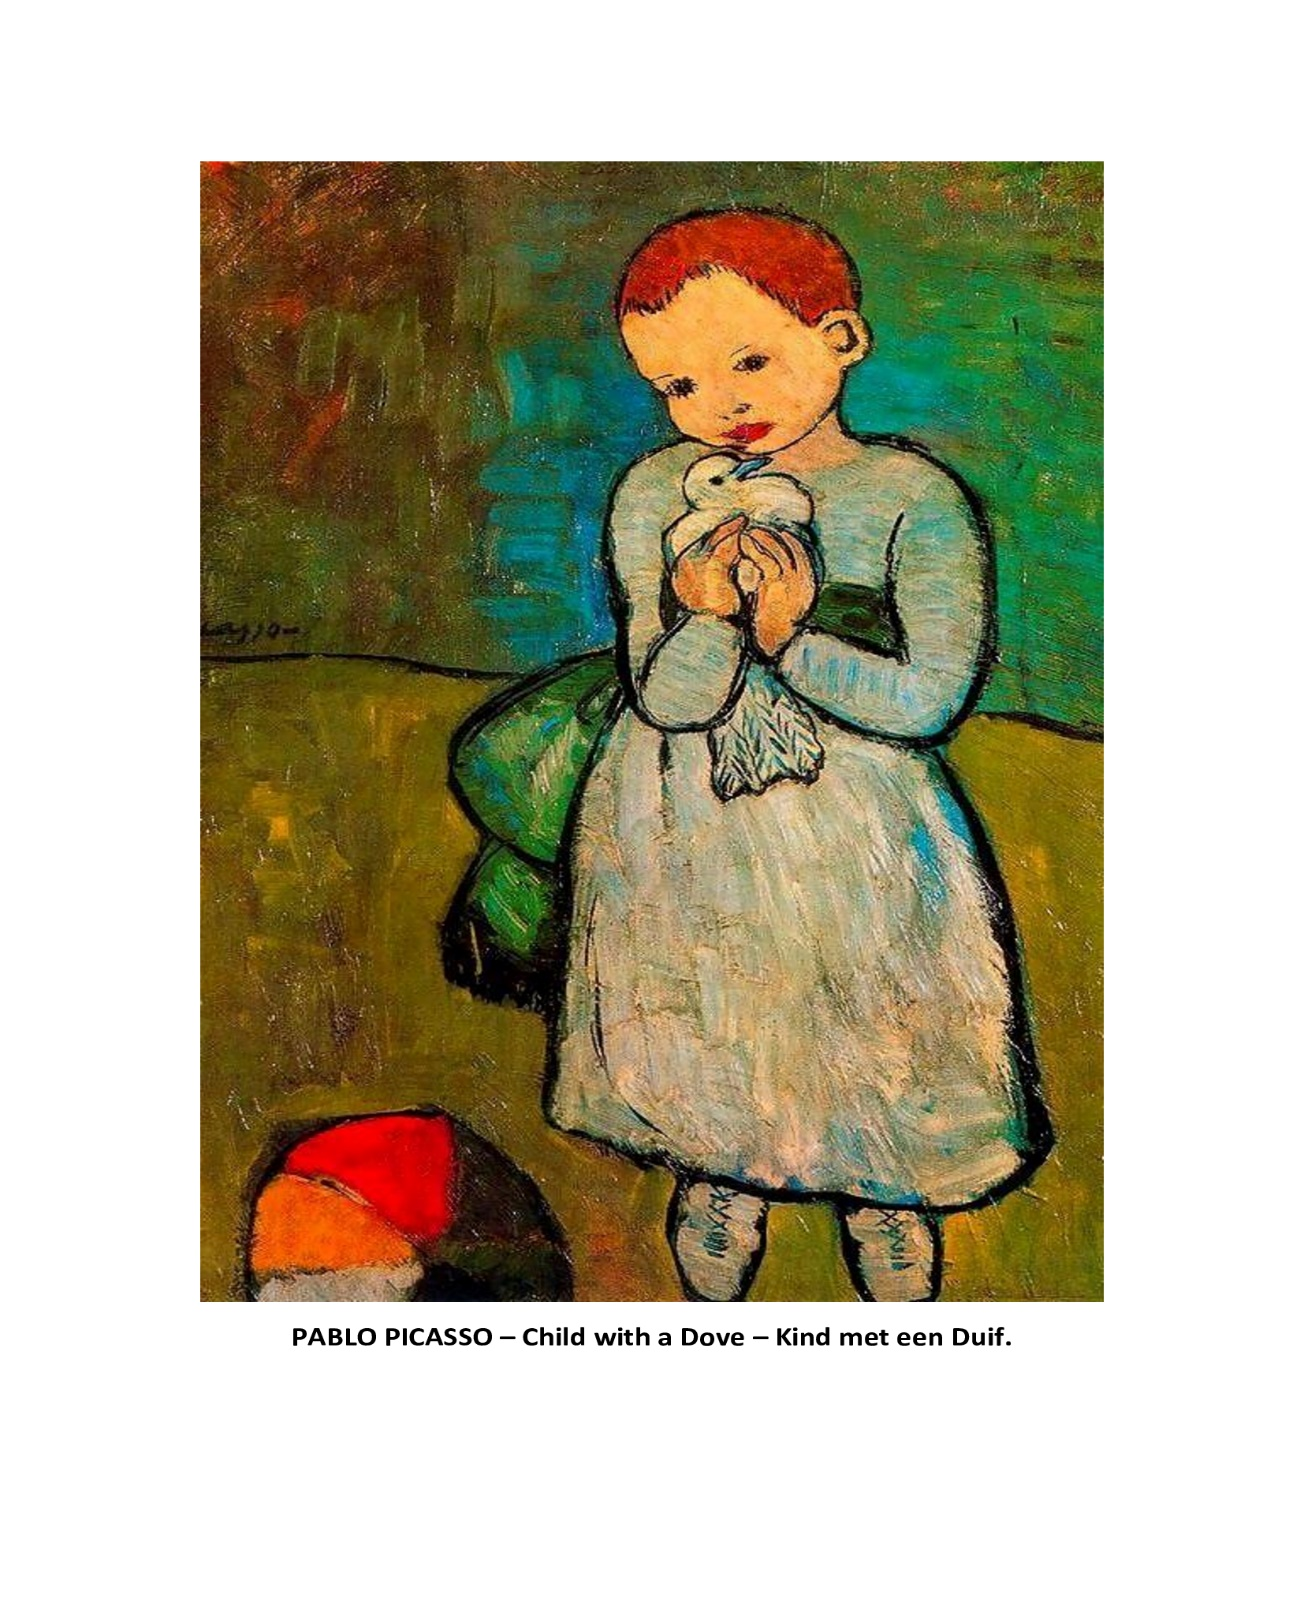 PABLO PICASSO – Child with a Dove – Kind met een Duif.